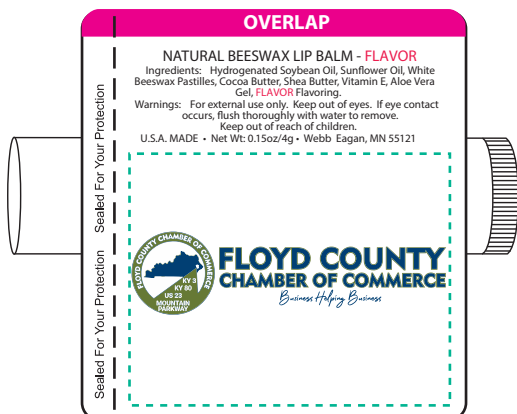 OVERLAP
NATURAL BEESWAX LIP BALM - FLAVOR
Ingredients: Hydrogenated Soybean Oil, Sunflower Oil, White
Beeswax Pastilles, Cocoa Butter, Shea Butter, Vitamin E, Aloe Vera
Gel, FLAVOR Flavoring.
Warnings: For external use only. Keep out of eyes. If eye contact
occurs, flush thoroughly with water to remove.
Keep out of reach of children.
U.S.A. MADE • Net Wt: 0.15oz/4g • Webb Eagan, MN 55121
Sealed For Your Protection
Sealed For Your Protection
FLOYD COUNTY CHAMBER OF COMMERCE
KY 3
KY 80
US 23
MOUNTAIN
PARKWAY
FLOYD COUNTY
CHAMBER OF COMMERCE
Business Helping Business